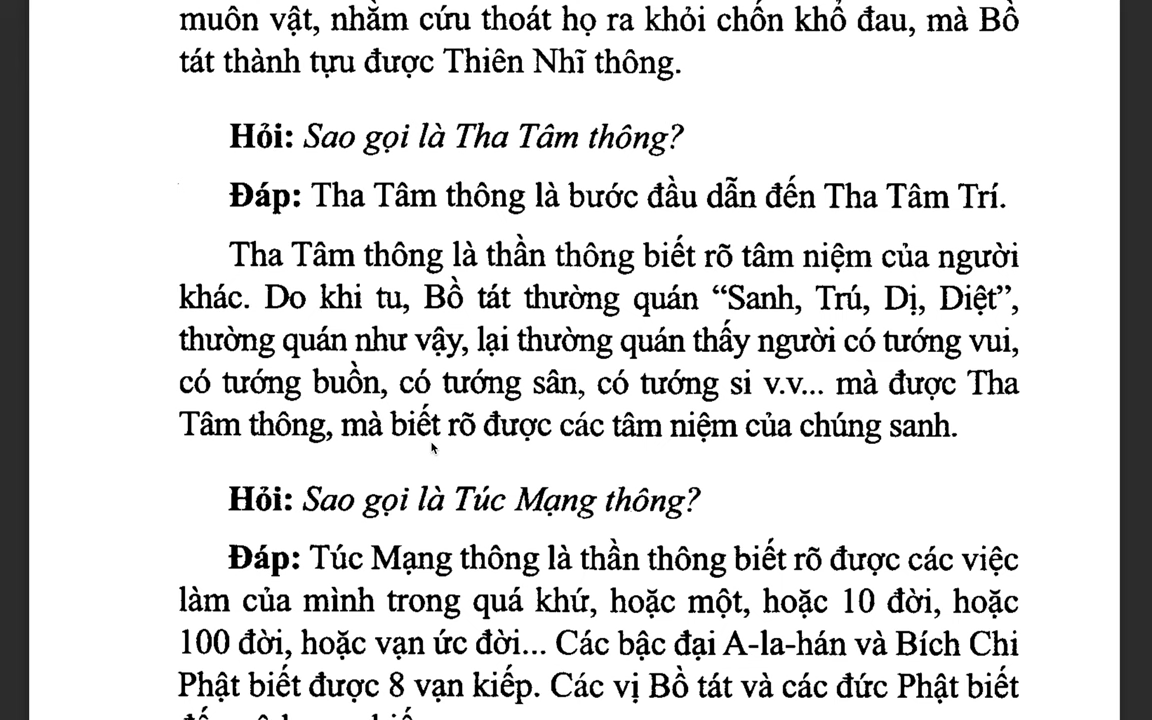 muôn vật, nhằm cứu thoát họ ra khỏi chốn khổ đau, mà Bồ
tát thành tựu được Thiên Nhĩ thông.
Hỏi: Sao gọi là Tha Tâm thông?
Đáp: Tha Tâm thông là bước đầu dẫn đến Tha Tâm Trí.
Tha Tâm thông là thần thông biết rõ tâm niệm của người
khác. Do khi tu, Bồ tát thường quán “Sanh, Trú, Dị, Diệt”,
thường quán như vậy, lại thường quán thấy người có tướng vui,
có tướng buồn, có tướng sân, có tướng si v.v... mà được Tha
Tâm thông, mà biết rõ được các tâm niệm của chúng sanh.
Hỏi: Sao gọi là Túc Mạng thông?
Đáp: Túc Mạng thông là thần thông biết rõ được các việc
làm của mình trong quá khứ, hoặc một, hoặc 10 đời, hoặc
100 đời, hoặc vạn ức đời... Các bậc đại A-la-hán và Bích Chi
Phật biết được 8 vạn kiếp. Các vị Bồ tát và các đức Phật biết